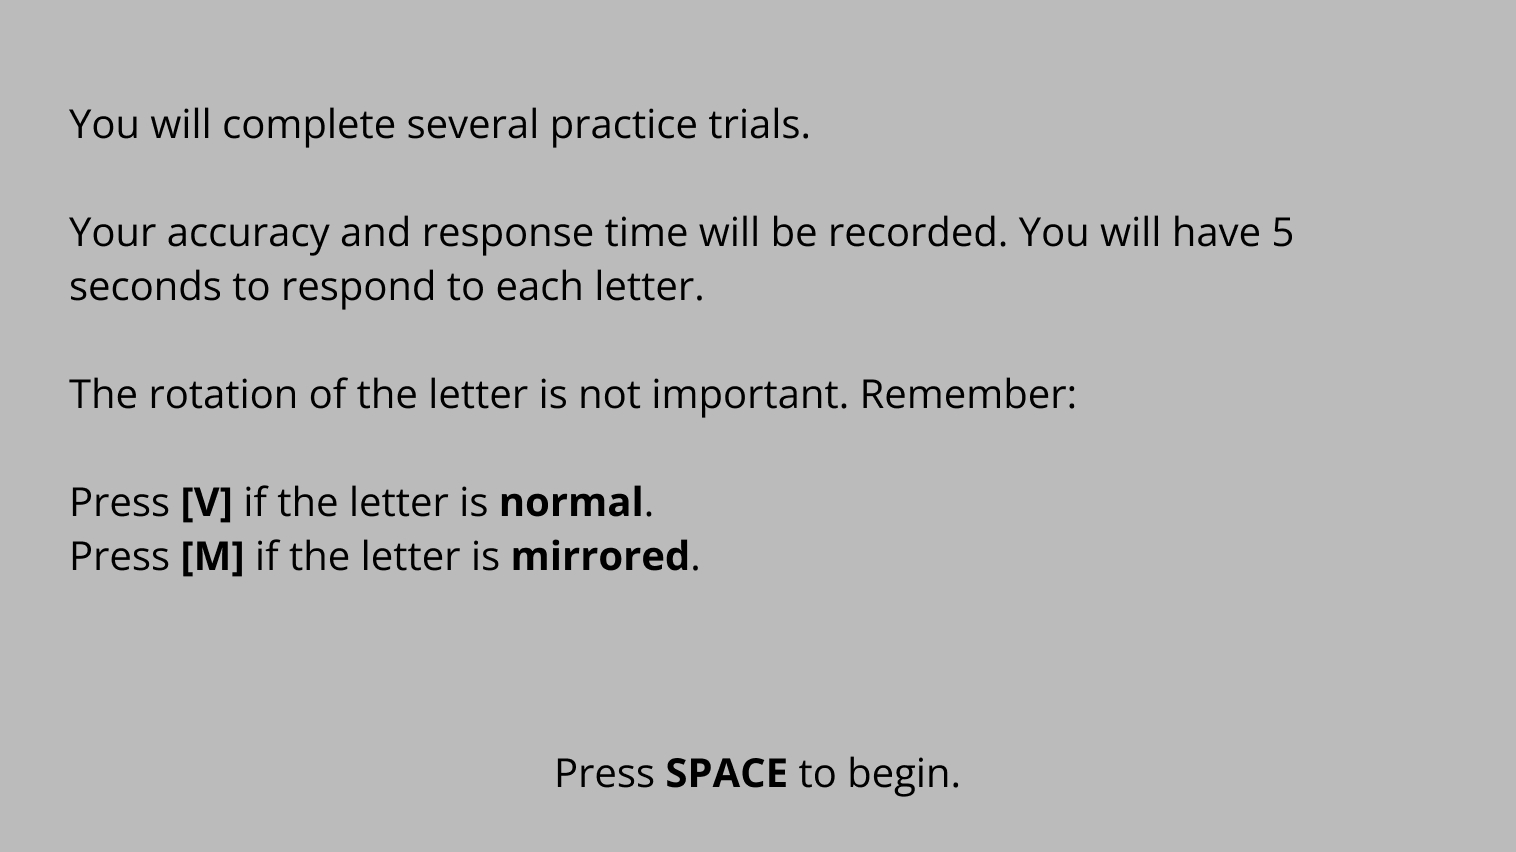 You will complete several practice trials.
Your accuracy and response time will be recorded. You will have 5
seconds to respond to each letter.
The rotation of the letter is not important. Remember:
Press [V] if the letter is normal.
Press [M] if the letter is mirrored.
Press SPACE to begin.